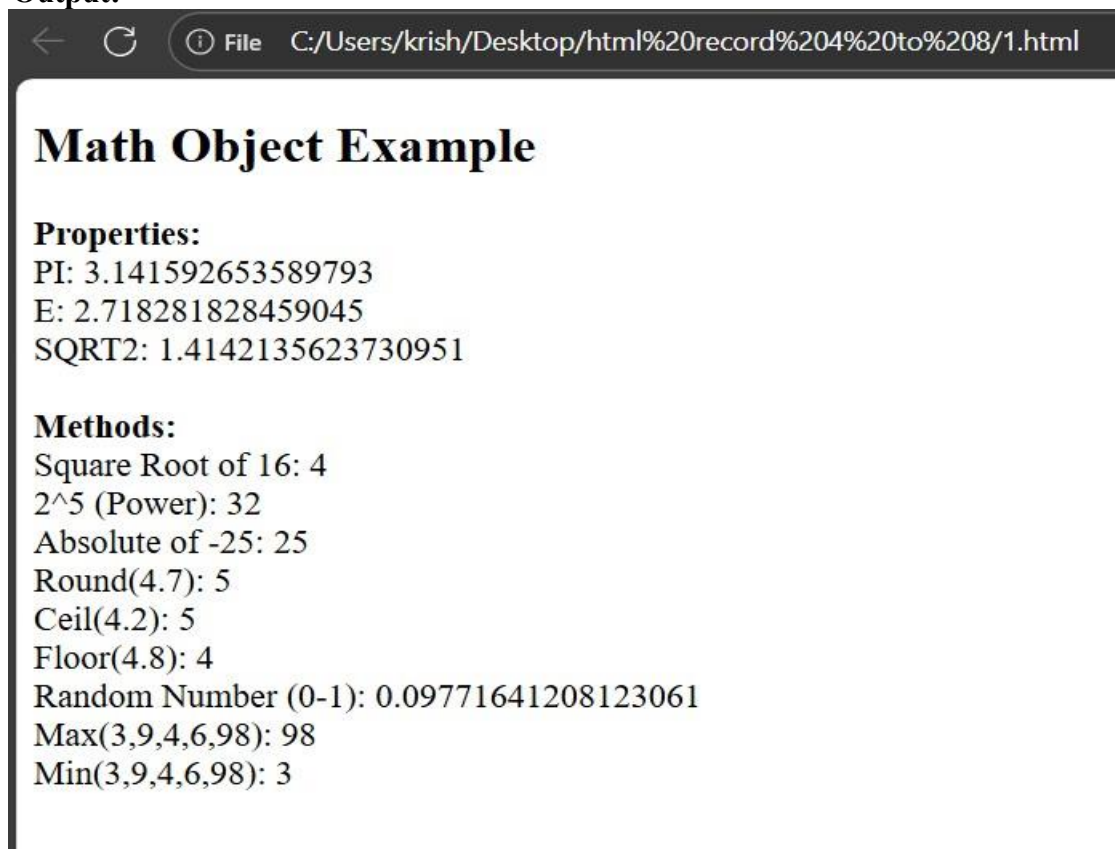 Output:
File C:/Users/krish/Desktop/html%20record%204%20to%208/1.html
Math Object Example
Properties:
PI: 3.141592653589793
E: 2.718281828459045
SQRT2: 1.4142135623730951
Methods:
Square Root of 16: 4
2^5 (Power): 32
Absolute of -25: 25
Round(4.7): 5
Ceil(4.2): 5
Floor(4.8): 4
Random Number (0-1): 0.09771641208123061
Max(3,9,4,6,98): 98
Min(3,9,4,6,98): 3